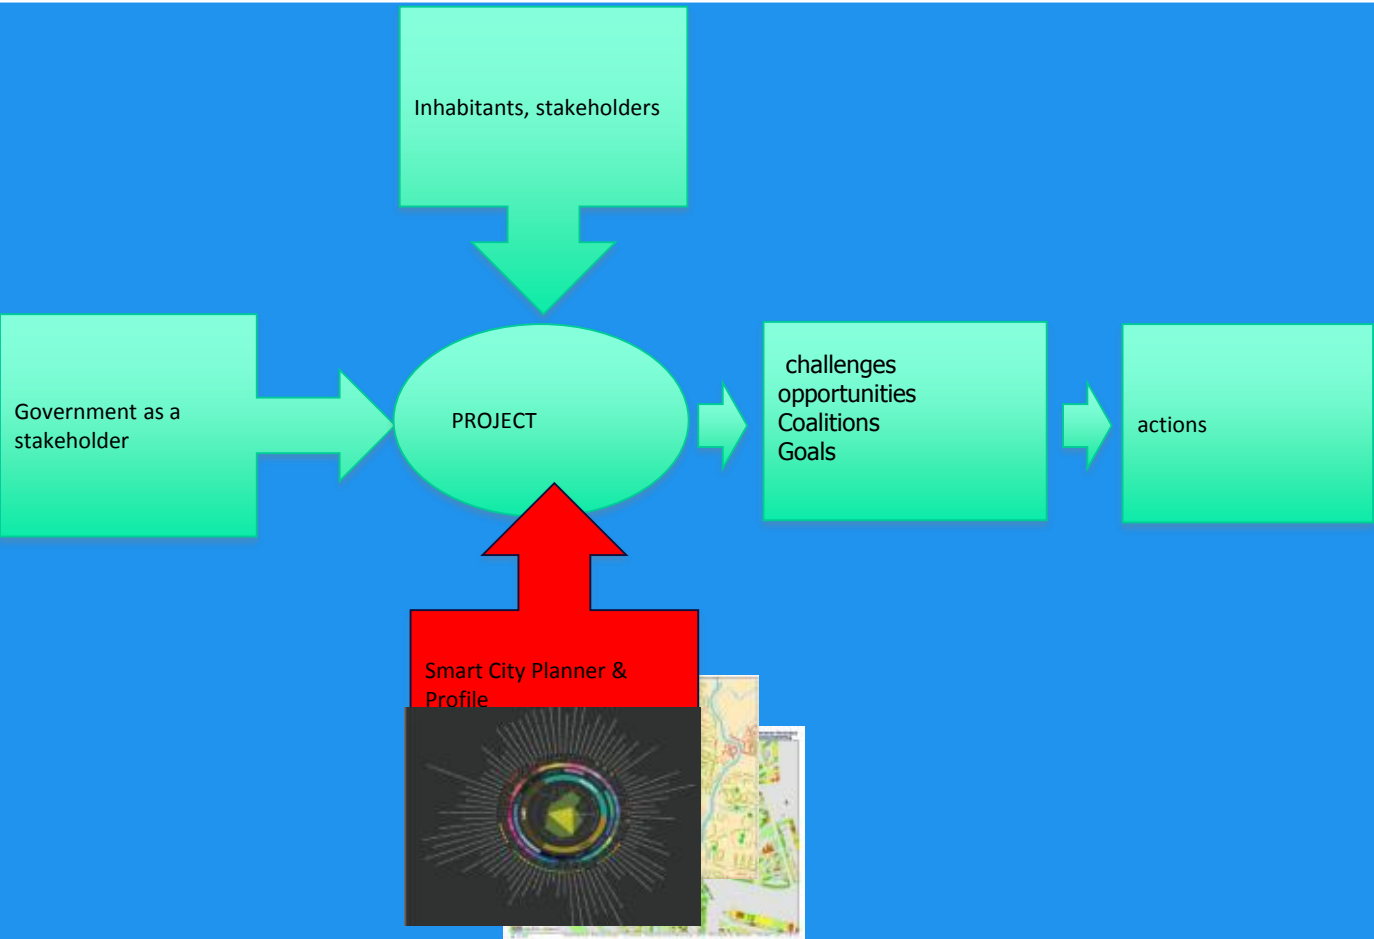 Inhabitants, stakeholders
Government as a
stakeholder
PROJECT
challenges
opportunities
Coalitions
Goals
actions
Smart City Planner &
Profile